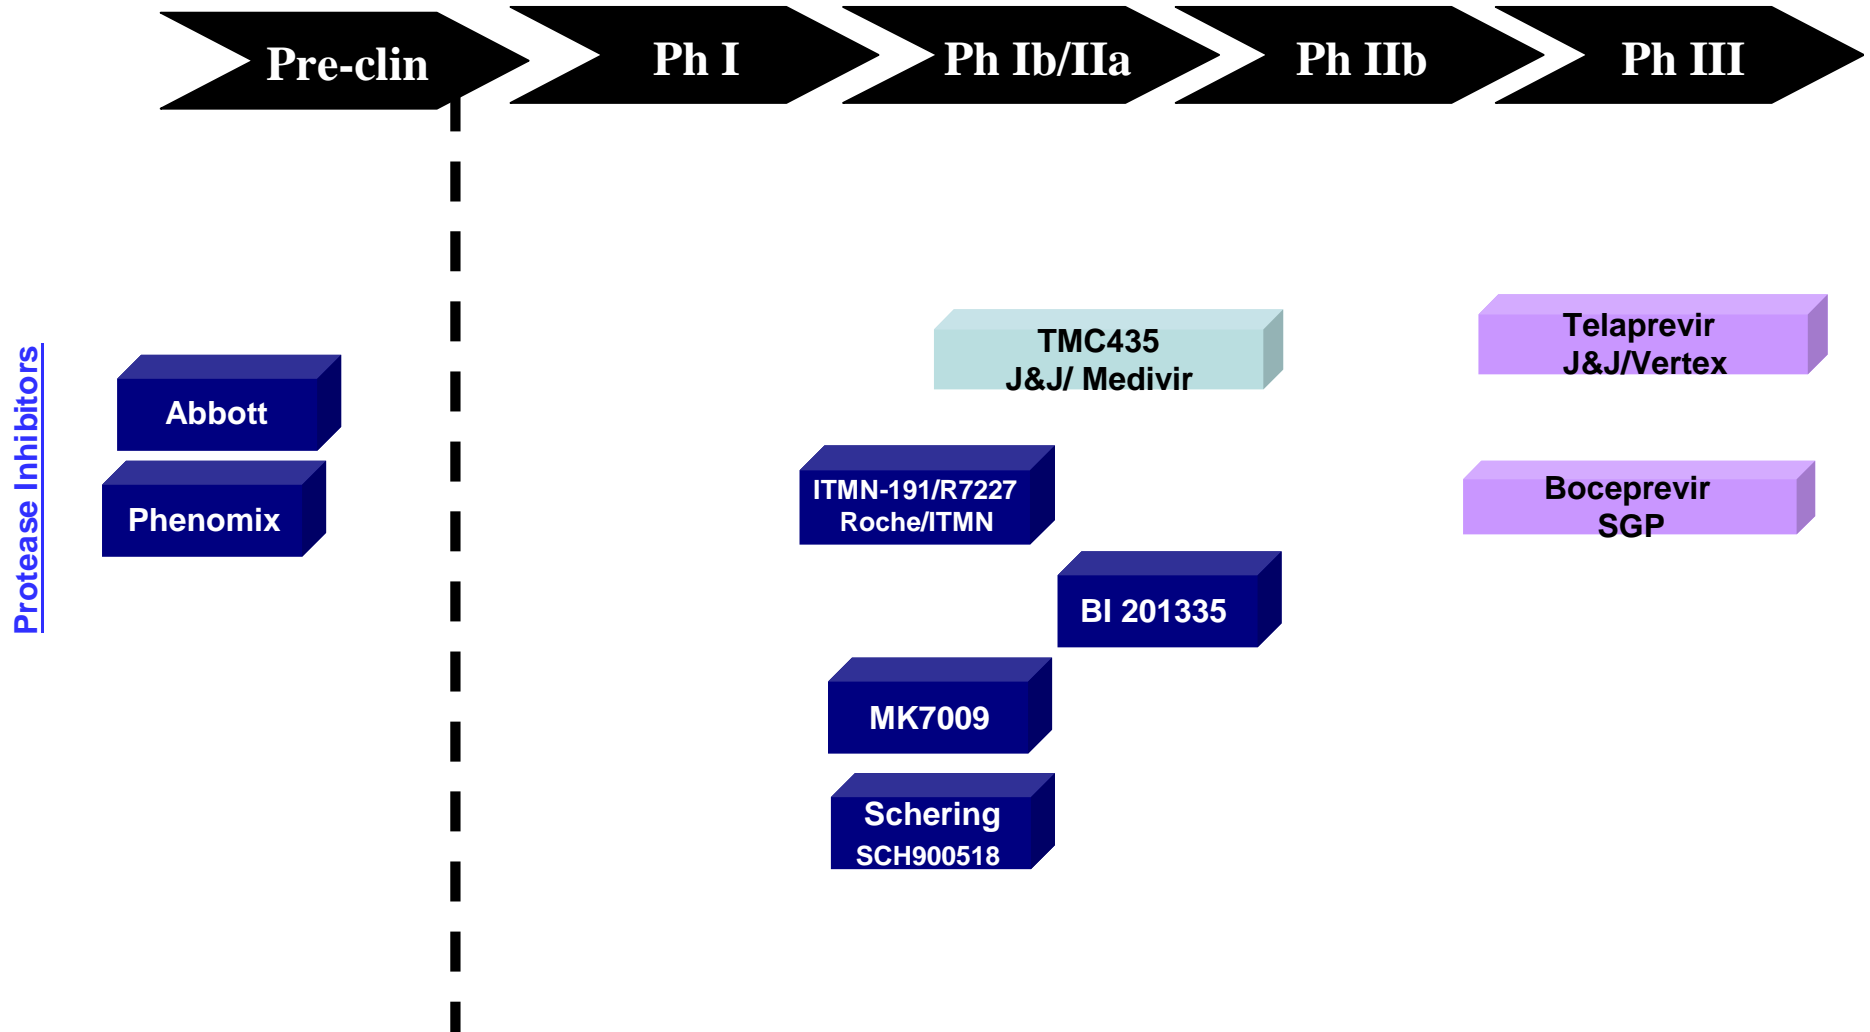 Pre-clin
Ph I
Ph Ib/IIa
Ph IIb
Ph III
Protease Inhibitors
Abbott
Phenomix
TMC435
J&J/ Medivir
ITMN-191/R7227
Roche/ITMN
BI 201335
MK7009
Schering
SCH900518
Telaprevir
J&J/Vertex
Boceprevir
SGP